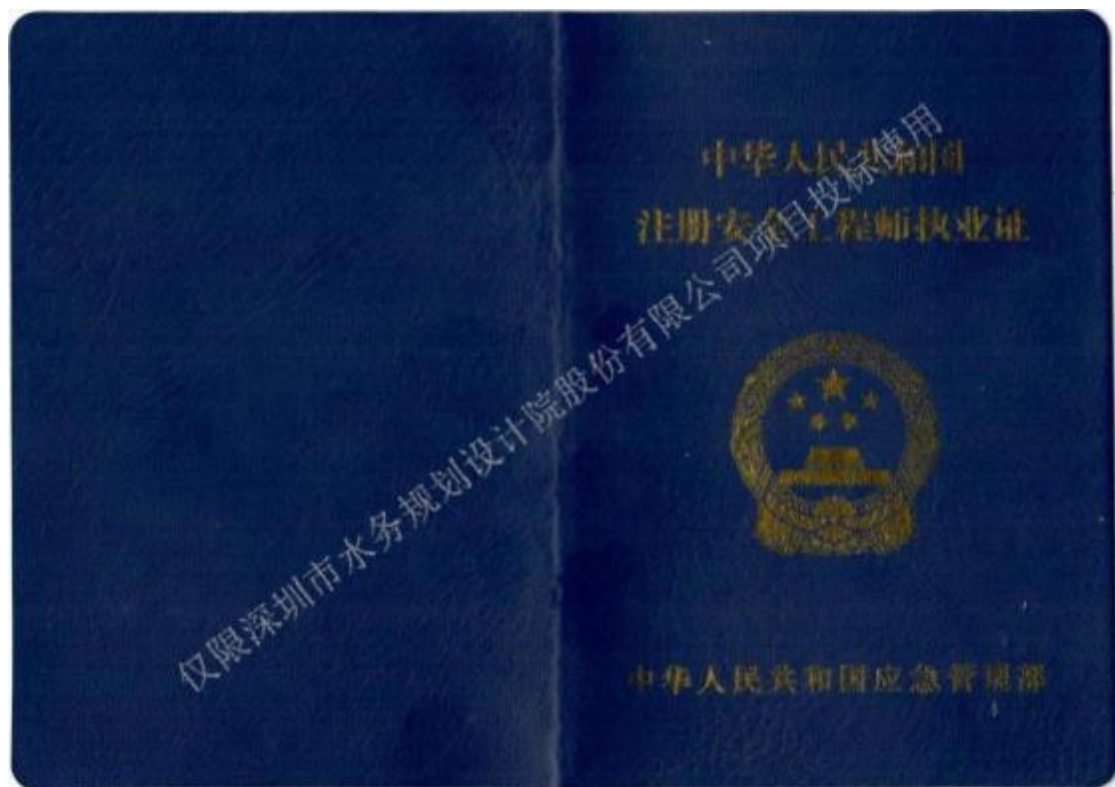 中华人民共和国
注册安全工程师执业证
仅限深圳市水务规划设计院股份有限公司项目投标使用
中华人民共和国应急管理部